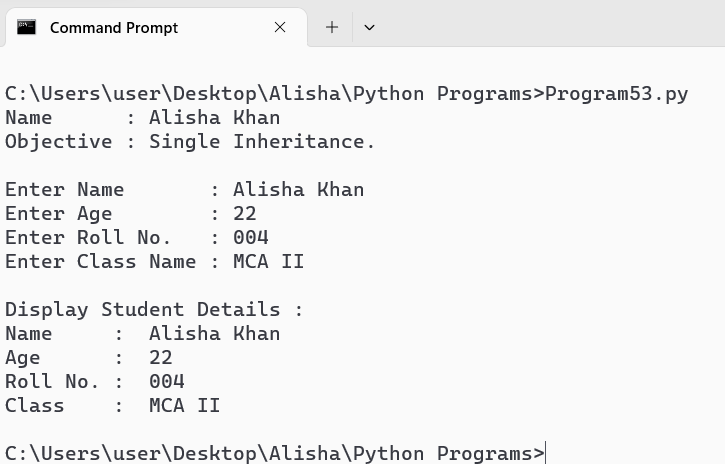 Command Prompt
C:\Users\user\Desktop\Alisha\Python Programs>Program53.py
Name      : Alisha Khan
Objective : Single Inheritance.
Enter Name       : Alisha Khan
Enter Age        : 22
Enter Roll No.   : 004
Enter Class Name : MCA II
Display Student Details :
Name     :  Alisha Khan
Age      :  22
Roll No. :  004
Class    :  MCA II
C:\Users\user\Desktop\Alisha\Python Programs>